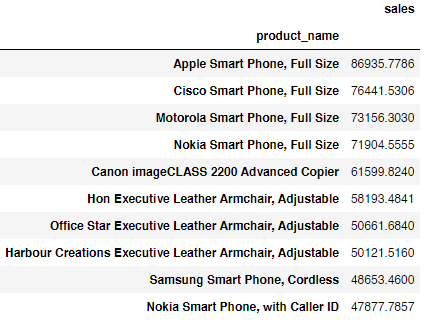 sales
product_name
Apple Smart Phone, Full Size 86935.7786
Cisco Smart Phone, Full Size 76441.5306
Motorola Smart Phone, Full Size 73156.3030
Nokia Smart Phone, Full Size 71904.5555
Canon imageCLASS 2200 Advanced Copier 61599.8240
Hon Executive Leather Armchair, Adjustable 58193.4841
Office Star Executive Leather Armchair, Adjustable 50661.6840
Harbour Creations Executive Leather Armchair, Adjustable 50121.5160
Samsung Smart Phone, Cordless 48653.4600
Nokia Smart Phone, with Caller ID 47877.7857